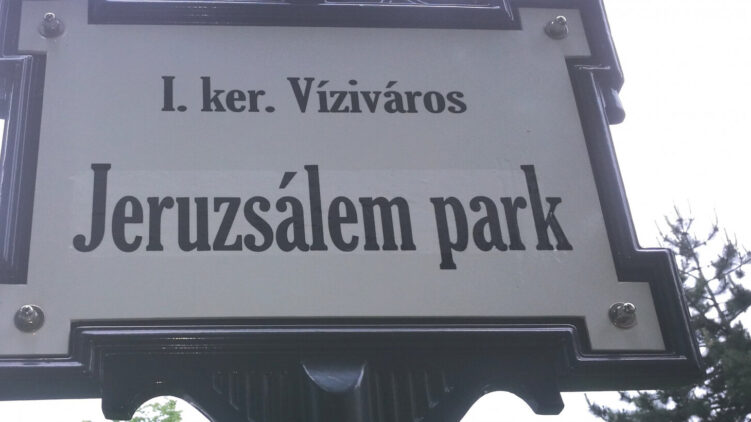 I. ker. Víziváros
Jeruzsálem park